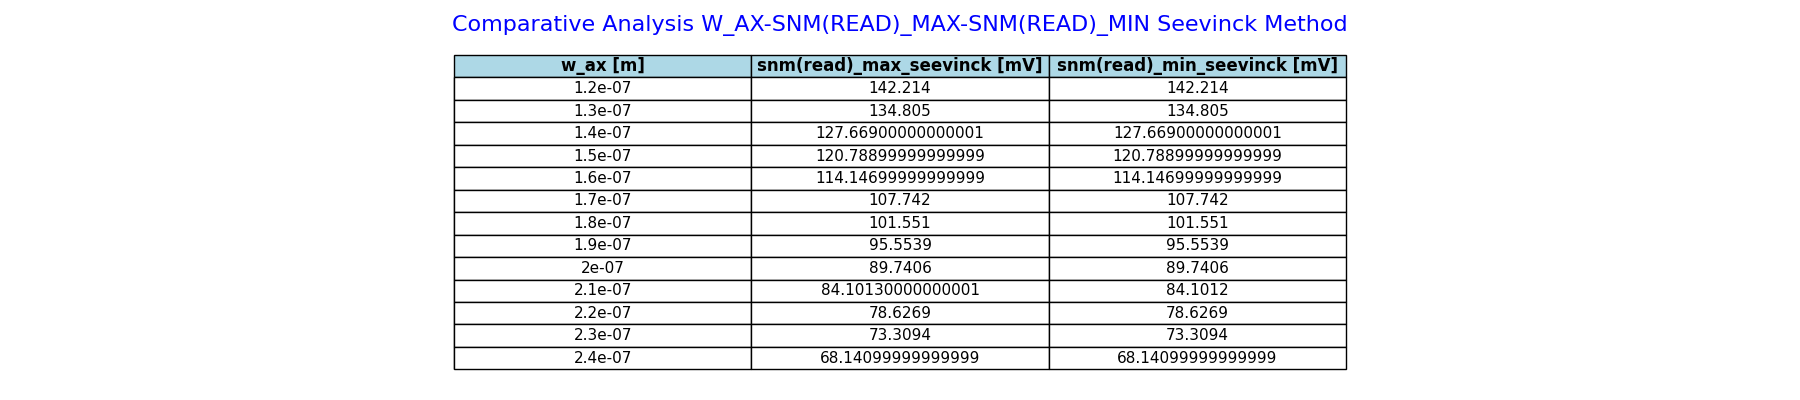 Comparative Analysis W_AX-SNM(READ)_MAX-SNM(READ)_MIN Seevinck Method
w_ax [m] snm(read)_max_seevinck [mV] snm(read)_min_seevinck [mV]
1.2e-07 142.214 142.214
1.3e-07 134.805 134.805
1.4e-07 127.66900000000001 127.66900000000001
1.5e-07 120.78899999999999 120.78899999999999
1.6e-07 114.14699999999999 114.14699999999999
1.7e-07 107.742 107.742
1.8e-07 101.551 101.551
1.9e-07 95.5539 95.5539
2e-07 89.7406 89.7406
2.1e-07 84.10130000000001 84.1012
2.2e-07 78.6269 78.6269
2.3e-07 73.3094 73.3094
2.4e-07 68.14099999999999 68.14099999999999